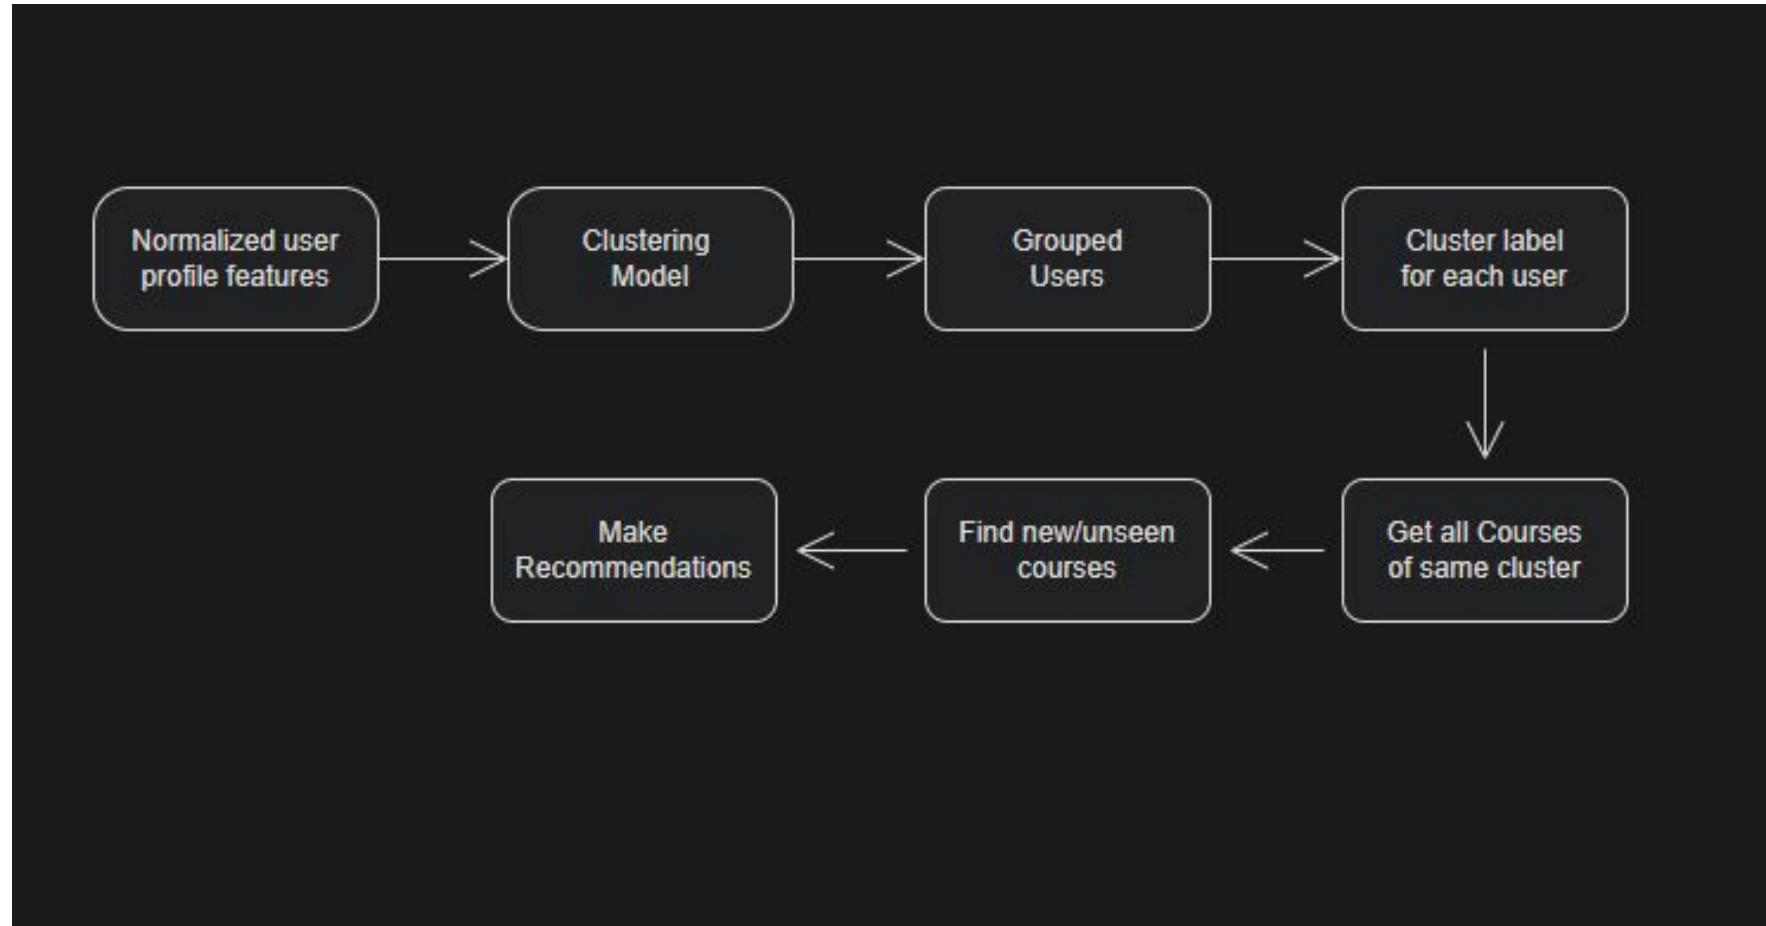 Normalized user
profile features
Clustering
Model
Grouped
Users
Cluster label
for each user
Get all Courses
of same cluster
Find new/unseen
courses
Make
Recommendations